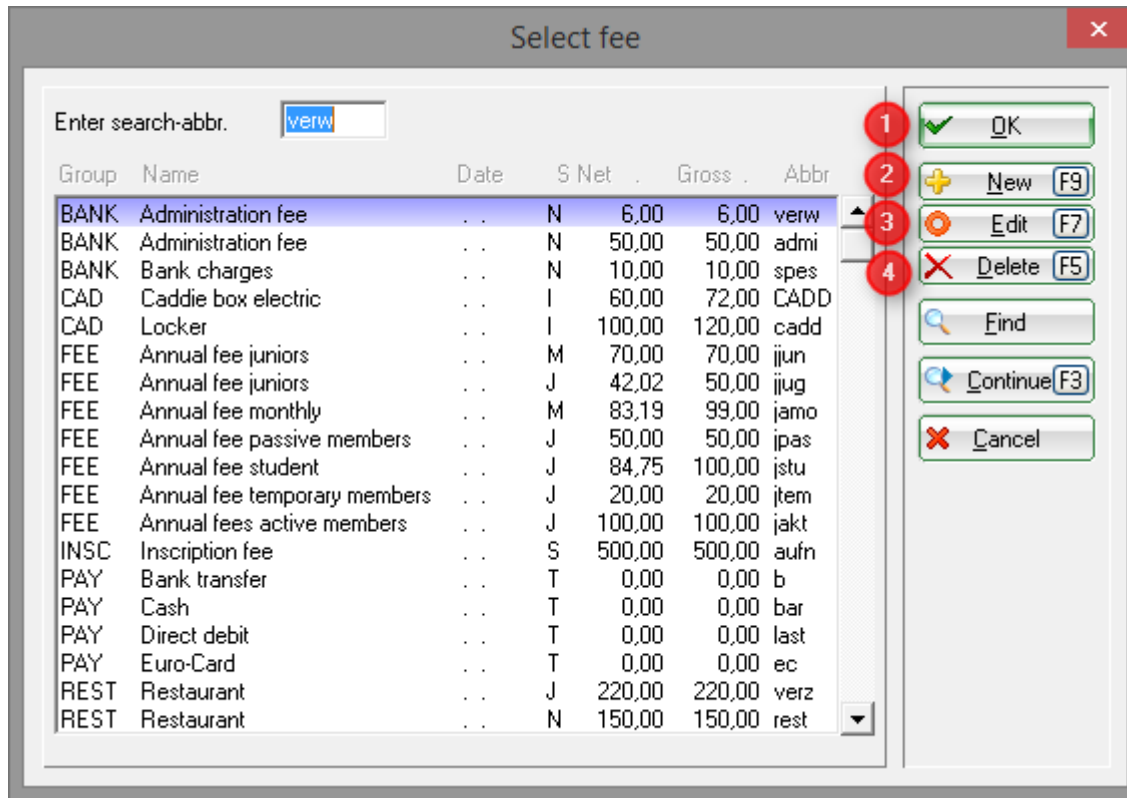 Select fee
Enter search-abbr. verw
Group Name Date S Net . Gross . Abbr
BANK Administration fee . . N 6,00 6,00 verw
BANK Administration fee . . N 50,00 50,00 admi
BANK Bank charges . . N 10,00 10,00 spes
CAD Caddie box electric . . I 60,00 72,00 CADD
CAD Locker . . I 100,00 120,00 cadd
FEE Annual fee juniors . . M 70,00 70,00 jjun
FEE Annual fee juniors . . J 42,02 50,00 jjug
FEE Annual fee monthly . . M 83,19 99,00 jamo
FEE Annual fee passive members . . J 50,00 50,00 jpas
FEE Annual fee student . . J 84,75 100,00 jstu
FEE Annual fee temporary members . . J 20,00 20,00 jtem
FEE Annual fees active members . . J 100,00 100,00 jakt
INSC Inscription fee . . S 500,00 500,00 aufn
PAY Bank transfer . . T 0,00 0,00 b
PAY Cash . . T 0,00 0,00 bar
PAY Direct debit . . T 0,00 0,00 last
PAY Euro-Card . . T 0,00 0,00 ec
REST Restaurant . . J 220,00 220,00 verz
REST Restaurant . . N 150,00 150,00 rest
1 OK
2 New F9
3 Edit F7
4 Delete F5
Find
Continue F3
Cancel